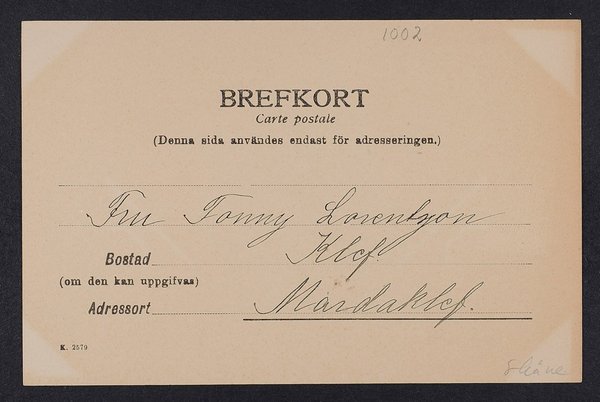 1002
BREFKORT
Carte postale
(Denna sida användes endast för adresseringen.)
Fru Tonny Lorentzon
Bostad Klef.
(om den kan uppgifvas)
Adressort Mårdaklef.
K. 2579
Skåne